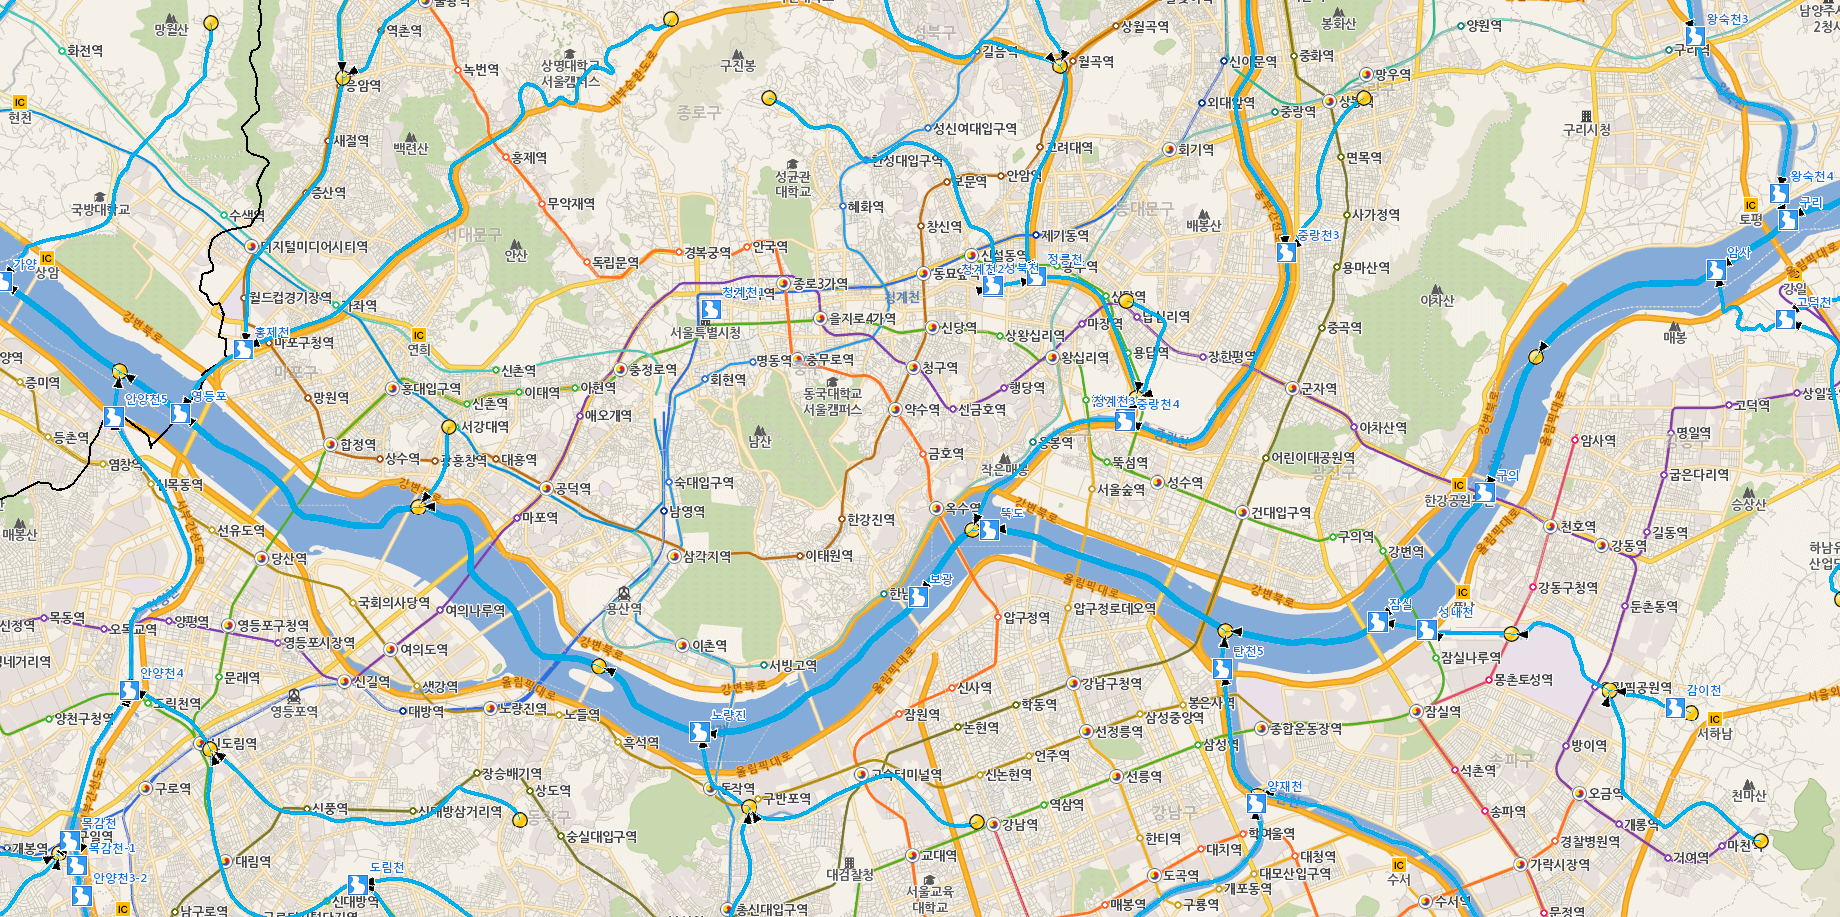 망월산
화전역
IC
현천
국방대학교
수색역
디지털미디어시티역
IC
상암
가양
월드컵경기장역
홍제천
마포구청역
역촌역
응암역
새절역
증산역
백련산
녹번역
상명대학교
서울캠퍼스
내부순환도로
구진봉
종로구
성북구
길음역
월곡역
상월곡역
신이문역
외대앞역
회기역
중랑역
중화역
봉화산
양원역
망우역
상봉역
면목역
사가정역
용마산역
중곡역
아차산
구리시청
구리역
왕숙천3
남양주시
왕숙천4
IC
토평
구리
암사
강일
고덕천
매봉
홍제역
무악재역
독립문역
서대문구
안산
경복궁역
안국역
종로3가역
성균관
대학교
혜화역
한성대입구역
성신여대입구역
보문역
안암역
고려대역
창신역
동묘앞역
신설동역
제기동역
동대문구
배봉산
중랑천3
정릉천
청계천2
성북천
청계천1
서울특별시청
을지로4가역
청계천
신당역
상왕십리역
왕십리역
마장역
답십리역
용답역
장한평역
군자역
아차산역
어린이대공원역
광진구
가좌역
IC
연희
신촌역
홍대입구역
신촌역
이대역
아현역
충정로역
애오개역
명동역
충무로역
회현역
동국대학교
서울캠퍼스
남산
청구역
약수역
신금호역
행당역
금호역
청계천3
중랑천4
응봉역
작은매봉
뚝섬역
서울숲역
성수역
건대입구역
구의역
강변역
마포구
망원역
합정역
상수역
광흥창역
대흥역
서강대역
공덕역
마포역
숙대입구역
남영역
삼각지역
이태원역
한강진역
옥수역
뚝도
보광
강변북로
올림픽대로
증미역
등촌역
염창역
안양천5
영등포
신목동역
선유도역
당산역
매봉산
국회의사당역
여의나루역
여의도역
용산역
이촌역
서빙고역
압구정역
압구정로데오역
신사역
강남구청역
학동역
논현역
잠원역
선정릉역
삼성중앙역
봉은사역
종합운동장역
삼성역
탄천5
잠실
성내천
구의
IC
천호역
강동역
길동역
강동구청역
둔촌동역
암사역
고덕역
명일역
굽은다리역
승상산
상일동역
잠실나루역
몽촌토성역
잠실역
올림픽공원역
감이천
IC
서하남
방이역
석촌역
송파구
송파역
오금역
개롱역
거여역
마천역
천마산
경찰병원역
가락시장역
문정역
수서역
IC
수서
목동역
신정역
오목교역
양평역
영등포구청역
영등포시장역
신길역
샛강역
안양천4
문래역
영등포역
대방역
노량진역
노들역
흑석역
노량진
양천구청역
도림천역
신도림역
구로역
개봉역
구일역
목감천
목감천-1
안양천3-2
대림역
신풍역
신대방삼거리역
장승배기역
상도역
동작구
숭실대입구역
동작역
구반포역
고속터미널역
강남역
신논현역
언주역
선릉역
역삼역
강남구
한티역
대치역
학여울역
양재천
대청역
대모산입구역
개포동역
구룡역
도곡역
매봉역
교대역
서울교육
대학교
대검찰청
총신대입구역
도림천
신대방역
남구로역
IC